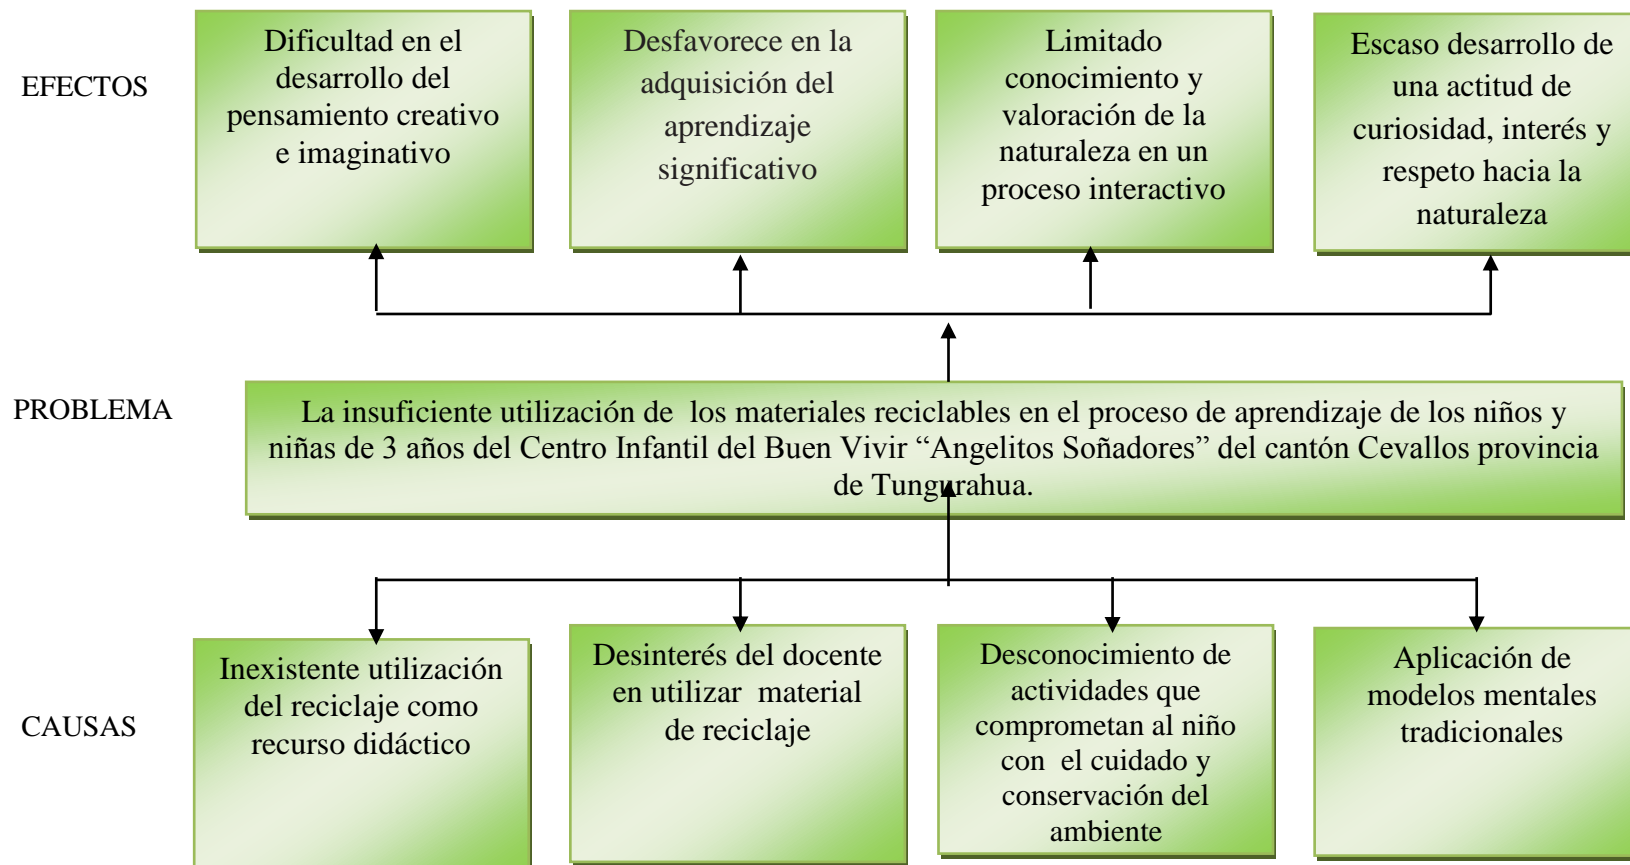 EFECTOS
Dificultad en el
desarrollo del
pensamiento creativo
e imaginativo
Desfavorece en la
adquisición del
aprendizaje
significativo
Limitado
conocimiento y
valoración de la
naturaleza en un
proceso interactivo
Escaso desarrollo de
una actitud de
curiosidad, interés y
respeto hacia la
naturaleza
PROBLEMA
La insuficiente utilización de  los materiales reciclables en el proceso de aprendizaje de los niños y
niñas de 3 años del Centro Infantil del Buen Vivir “Angelitos Soñadores” del cantón Cevallos provincia
de Tungurahua.
CAUSAS
Inexistente utilización
del reciclaje como
recurso didáctico
Desinterés del docente
en utilizar  material
de reciclaje
Desconocimiento de
actividades que
comprometan al niño
con  el cuidado y
conservación del
ambiente
Aplicación de
modelos mentales
tradicionales